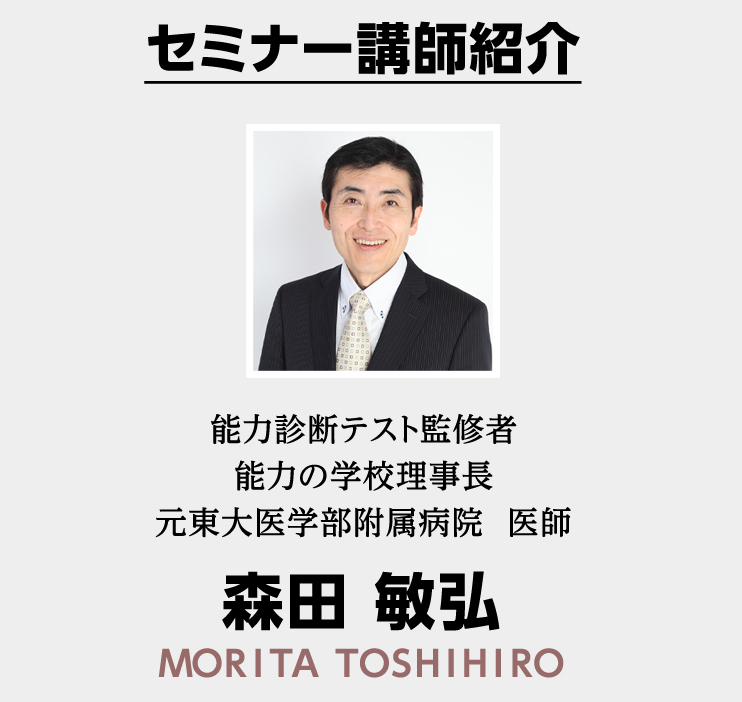 セミナー講師紹介
能力診断テスト監修者
能力の学校理事長
元東大医学部附属病院　医師
森田 敏弘
MORITA TOSHIHIRO